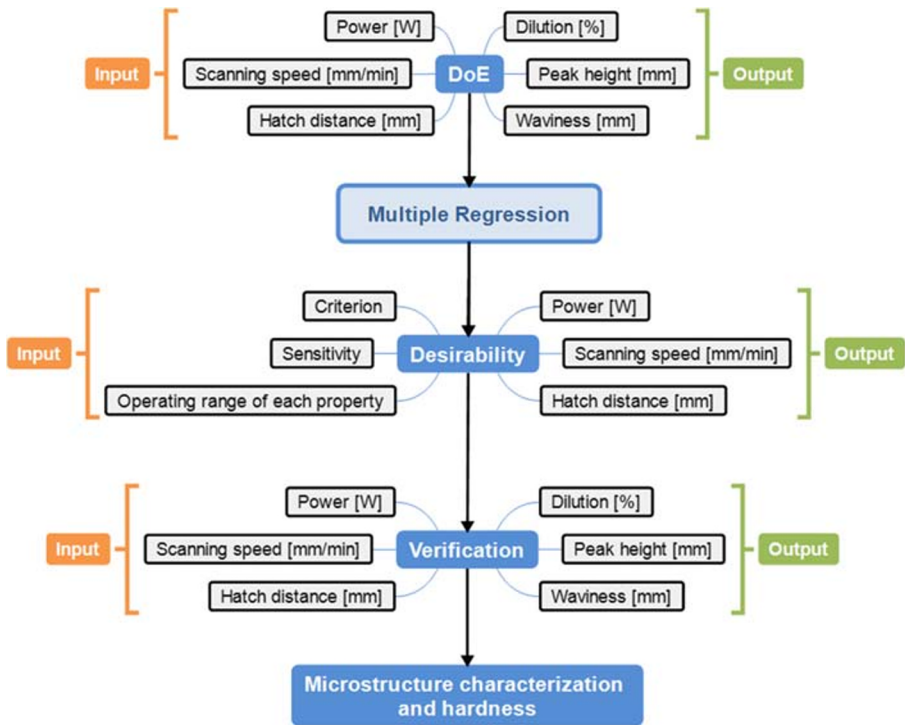 Power [W]
Dilution [%]
Input
Scanning speed [mm/min]
DoE
Peak height [mm]
Output
Hatch distance [mm]
Waviness [mm]
Multiple Regression
Criterion
Power [W]
Input
Sensitivity
Desirability
Scanning speed [mm/min]
Output
Operating range of each property
Hatch distance [mm]
Power [W]
Dilution [%]
Input
Scanning speed [mm/min]
Verification
Peak height [mm]
Output
Hatch distance [mm]
Waviness [mm]
Microstructure characterization
and hardness